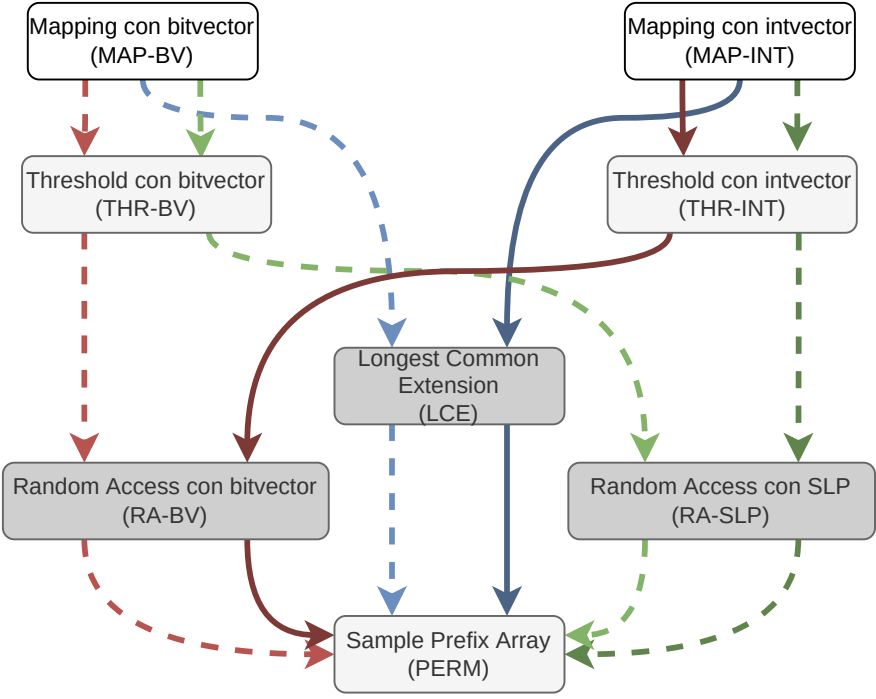 Mapping con bitvector
(MAP-BV)
Mapping con intvector
(MAP-INT)
Threshold con bitvector
(THR-BV)
Threshold con intvector
(THR-INT)
Longest Common
Extension
(LCE)
Random Access con bitvector
(RA-BV)
Random Access con SLP
(RA-SLP)
Sample Prefix Array
(PERM)